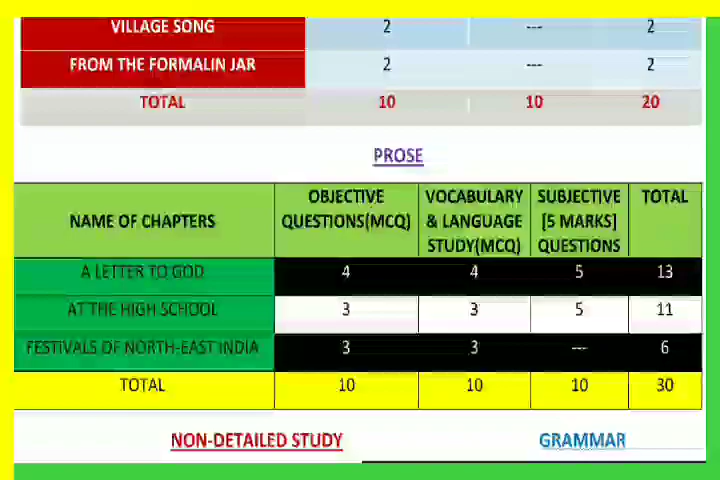 VILLAGE SONG 2 --- 2
FROM THE FORMALIN JAR 2 --- 2
TOTAL 10 10 20
PROSE
NAME OF CHAPTERS OBJECTIVE QUESTIONS(MCQ) VOCABULARY & LANGUAGE STUDY(MCQ) SUBJECTIVE [5 MARKS] QUESTIONS TOTAL
A LETTER TO GOD 4 4 5 13
AT THE HIGH SCHOOL 3 3 5 11
FESTIVALS OF NORTH-EAST INDIA 3 3 --- 6
TOTAL 10 10 10 30
NON-DETAILED STUDY GRAMMAR